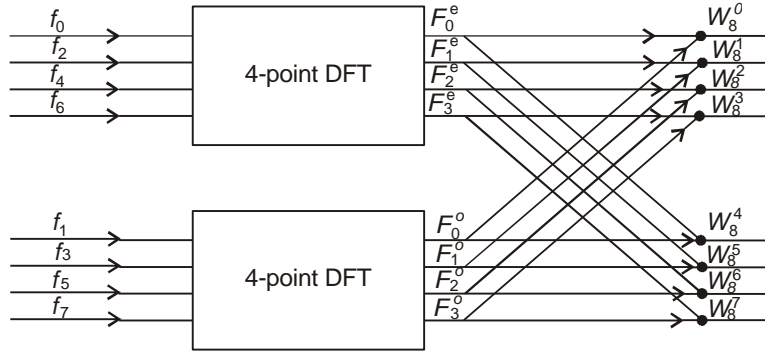 f₀ F₀ᵉ W₈⁰
f₂ F₁ᵉ W₈¹
f₄ 4-point DFT F₂ᵉ W₈²
f₆ F₃ᵉ W₈³
f₁ F₀ᵒ W₈⁴
f₃ F₁ᵒ W₈⁵
f₅ 4-point DFT F₂ᵒ W₈⁶
f₇ F₃ᵒ W₈⁷